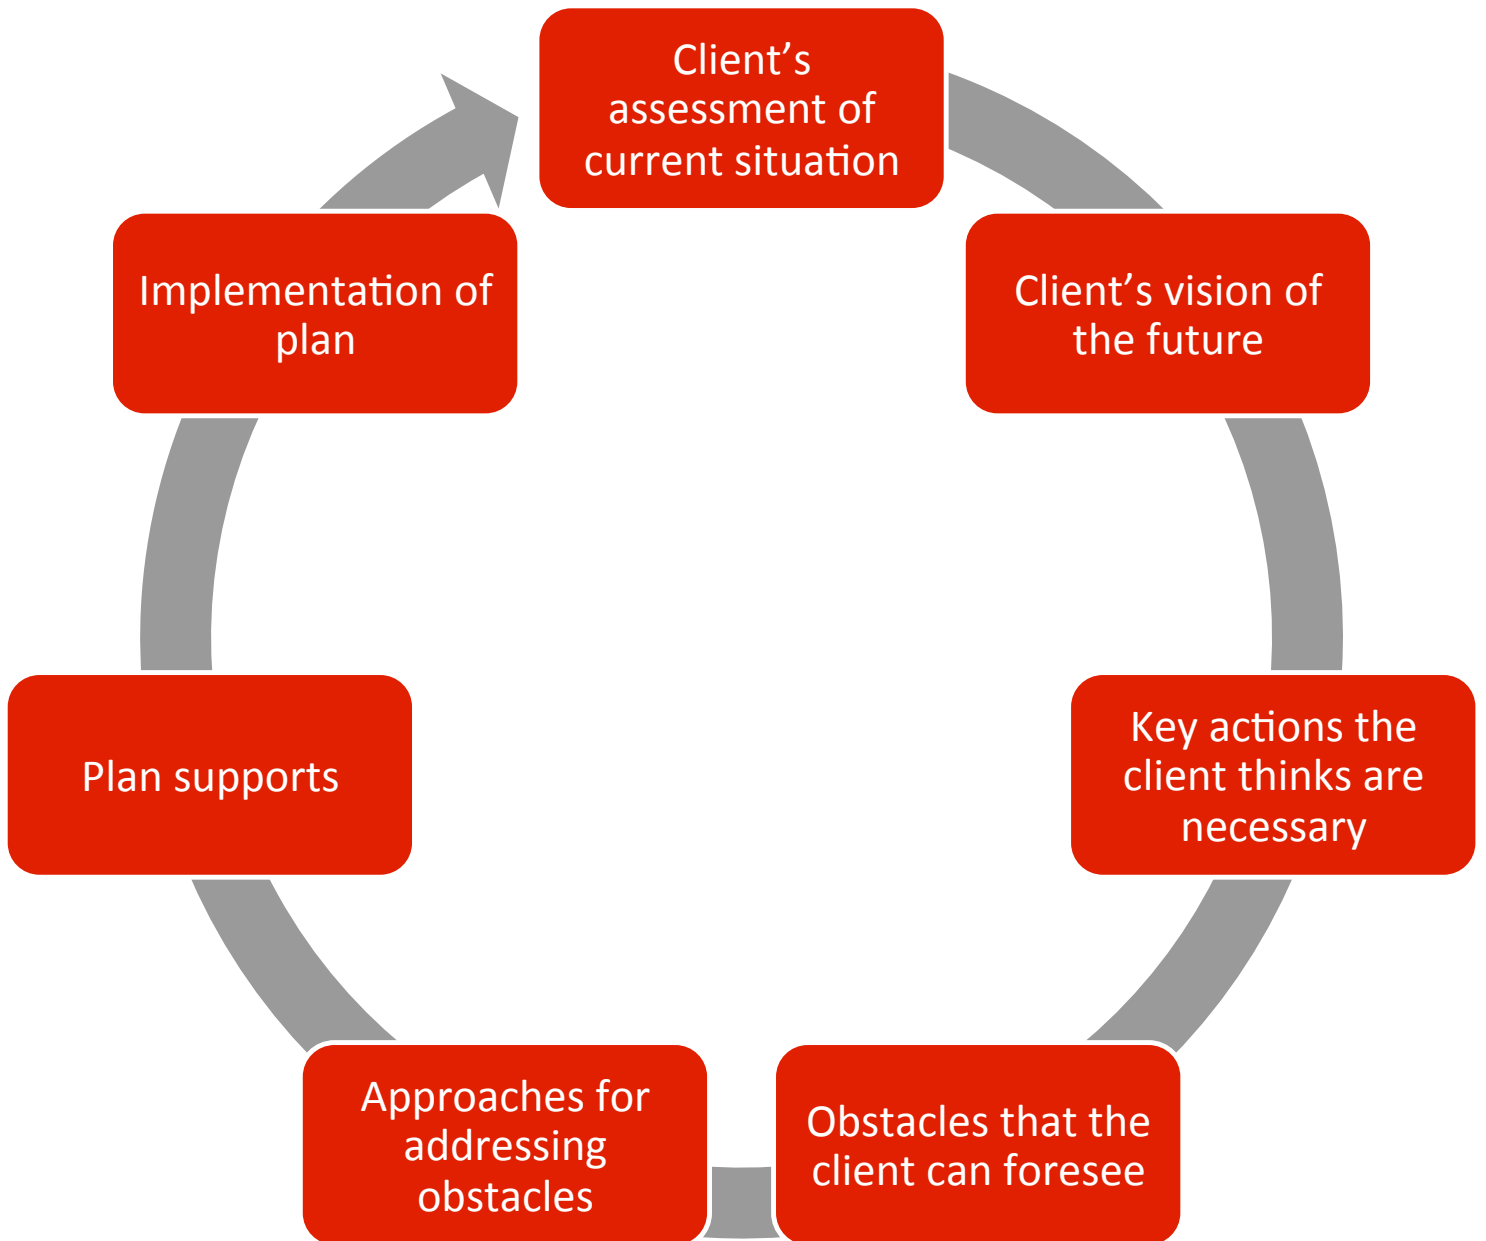 Client’s
assessment of
current situation
Client’s vision of
the future
Key actions the
client thinks are
necessary
Obstacles that the
client can foresee
Approaches for
addressing
obstacles
Plan supports
Implementation of
plan